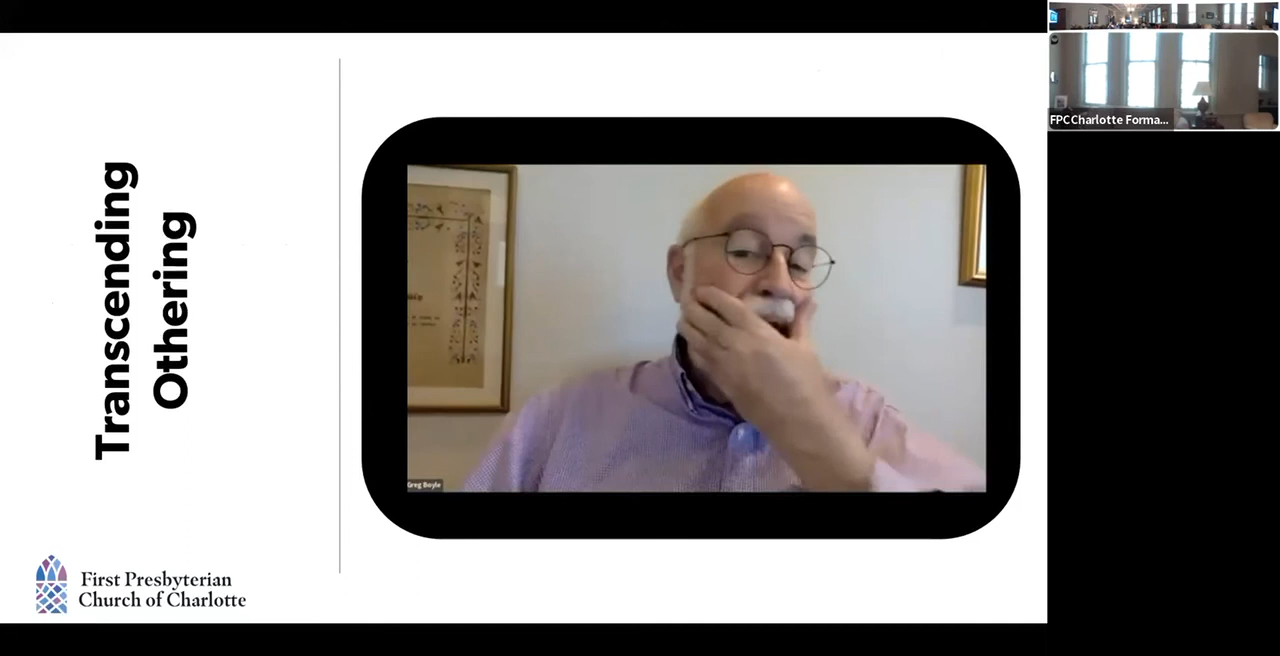 Transcending
Othering
Greg Boyle
First Presbyterian
Church of Charlotte
FPCCharlotte Forma...